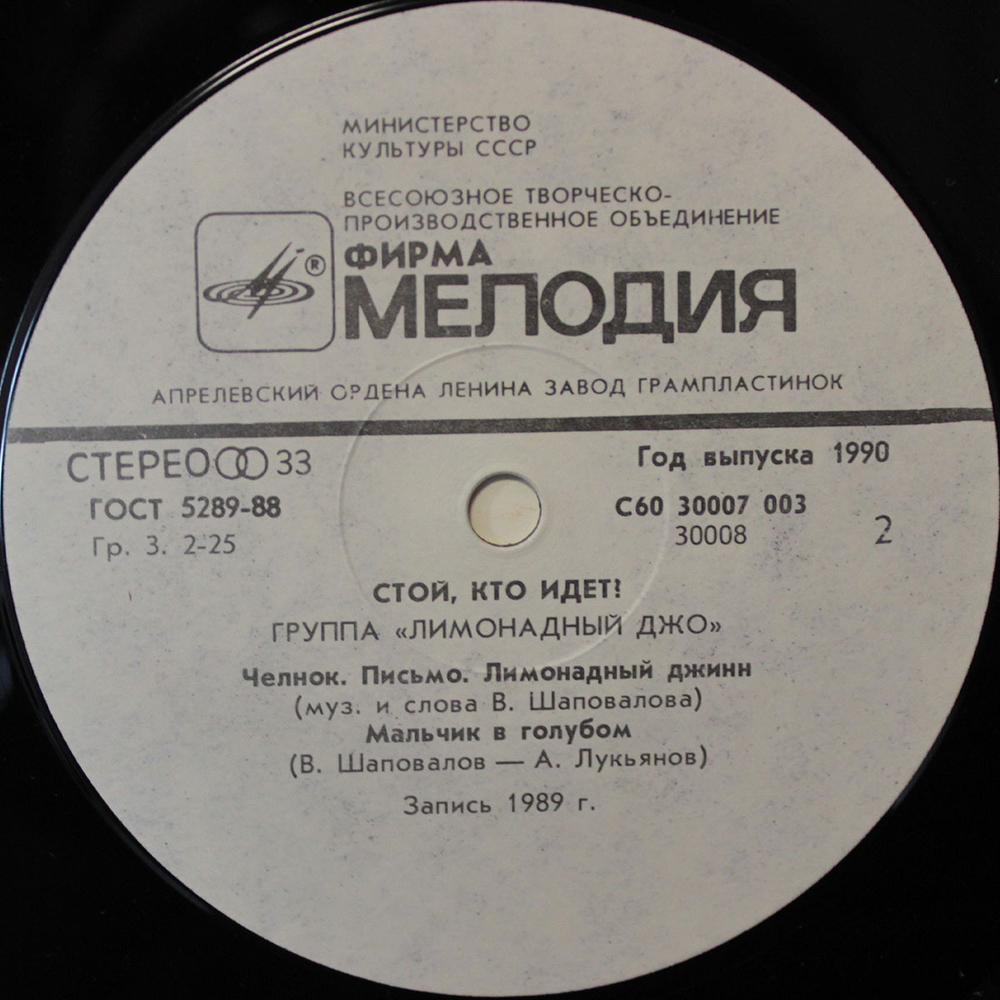 МИНИСТЕРСТВО
КУЛЬТУРЫ СССР
ВСЕСОЮЗНОЕ ТВОРЧЕСКО-
ПРОИЗВОДСТВЕННОЕ ОБЪЕДИНЕНИЕ
®
ФИРМА
МЕЛОДИЯ
АПРЕЛЕВСКИЙ ОРДЕНА ЛЕНИНА ЗАВОД ГРАМПЛАСТИНОК
СТЕРЕО 33
Год выпуска 1990
ГОСТ 5289-88
С60 30007 003
Гр. 3. 2-25
30008
2
СТОЙ, КТО ИДЕТ?
ГРУППА «ЛИМОНАДНЫЙ ДЖО»
Челнок. Письмо. Лимонадный джинн
(муз. и слова В. Шаповалова)
Мальчик в голубом
(В. Шаповалов — А. Лукьянов)
Запись 1989 г.